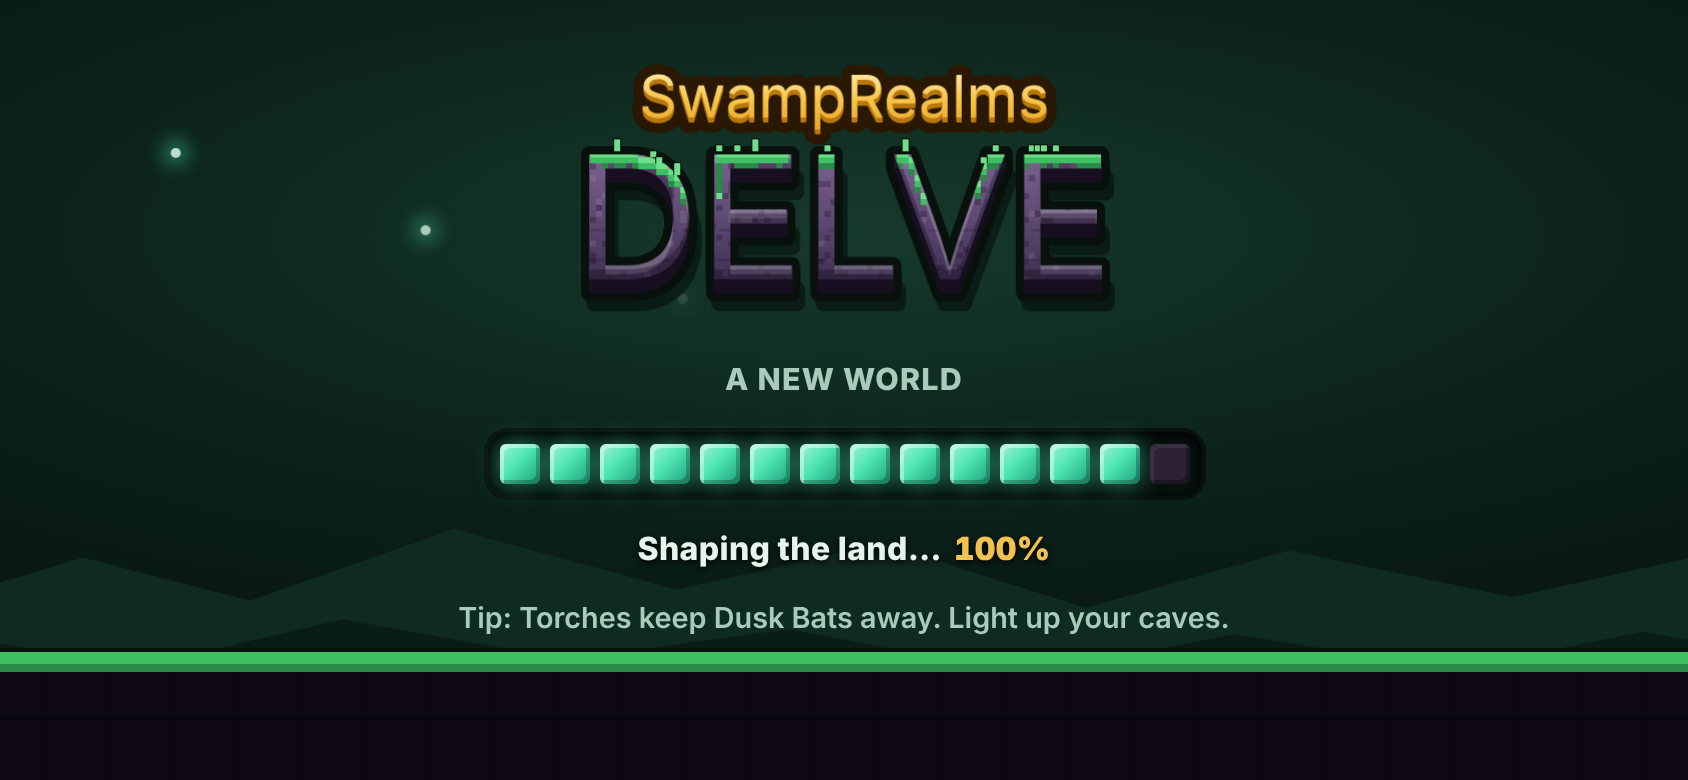 SwampRealms
DELVE
A NEW WORLD
Shaping the land... 100%
Tip: Torches keep Dusk Bats away. Light up your caves.